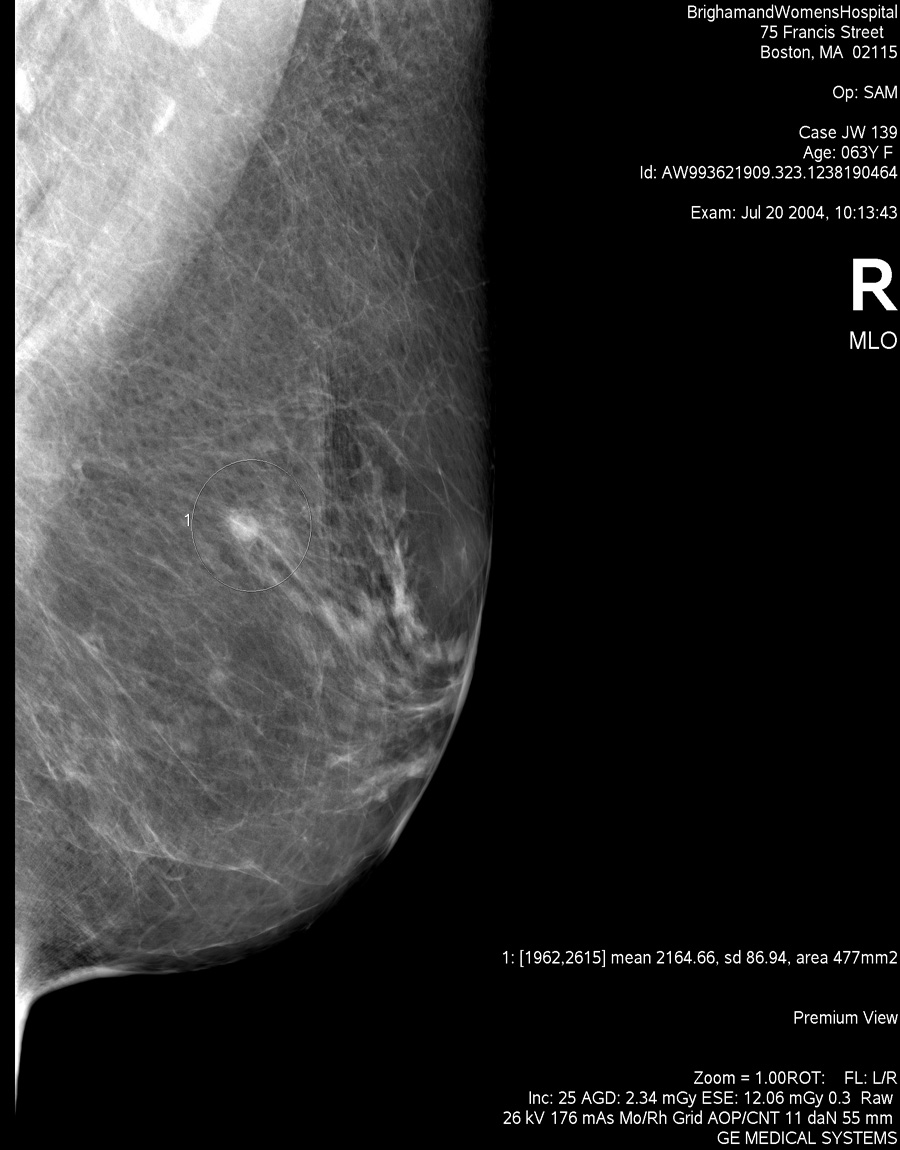 BrighamandWomensHospital
75 Francis Street
Boston, MA 02115
Op: SAM
Case JW 139
Age: 063Y F
Id: AW993621909.323.1238190464
Exam: Jul 20 2004, 10:13:43
R
MLO
1
1: [1962,2615] mean 2164.66, sd 86.94, area 477mm2
Premium View
Zoom = 1.00ROT: FL: L/R
Inc: 25 AGD: 2.34 mGy ESE: 12.06 mGy 0.3 Raw
26 kV 176 mAs Mo/Rh Grid AOP/CNT 11 daN 55 mm
GE MEDICAL SYSTEMS